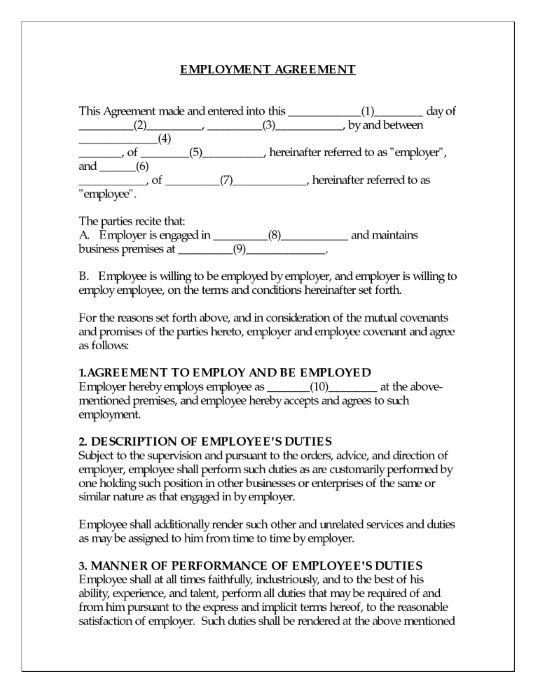 EMPLOYMENT AGREEMENT
This Agreement made and entered into this ____________(1)________ day of
_________(2)_________, _________(3)___________, by and between
_____________(4)
_______, of ________(5)__________, hereinafter referred to as "employer",
and ______(6)
___________, of _________(7)____________, hereinafter referred to as
"employee".
The parties recite that:
A. Employer is engaged in _________(8)___________ and maintains
business premises at _________(9)_____________.
B. Employee is willing to be employed by employer, and employer is willing to
employ employee, on the terms and conditions hereinafter set forth.
For the reasons set forth above, and in consideration of the mutual covenants
and promises of the parties hereto, employer and employee covenant and agree
as follows:
1.AGREEMENT TO EMPLOY AND BE EMPLOYED
Employer hereby employs employee as _______(10)________ at the above-
mentioned premises, and employee hereby accepts and agrees to such
employment.
2. DESCRIPTION OF EMPLOYEE'S DUTIES
Subject to the supervision and pursuant to the orders, advice, and direction of
employer, employee shall perform such duties as are customarily performed by
one holding such position in other businesses or enterprises of the same or
similar nature as that engaged in by employer.
Employee shall additionally render such other and unrelated services and duties
as may be assigned to him from time to time by employer.
3. MANNER OF PERFORMANCE OF EMPLOYEE'S DUTIES
Employee shall at all times faithfully, industriously, and to the best of his
ability, experience, and talent, perform all duties that may be required of and
from him pursuant to the express and implicit terms hereof, to the reasonable
satisfaction of employer. Such duties shall be rendered at the above mentioned